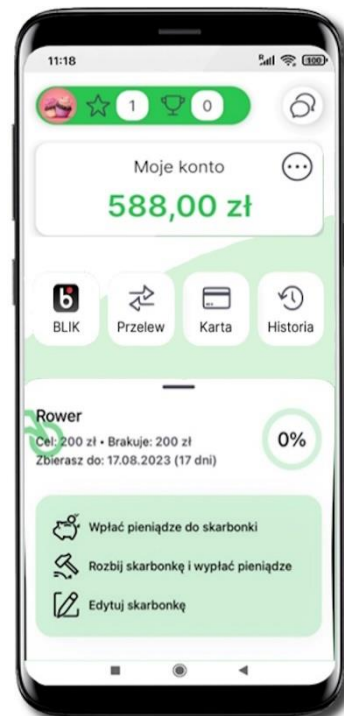 11:18
R
100
1
0
Moje konto
588,00 zł
BLIK
Przelew
Karta
Historia
Rower
Cel: 200 zł • Brakuje: 200 zł
Zbierasz do: 17.08.2023 (17 dni)
0%
Wpłać pieniądze do skarbonki
Rozbij skarbonkę i wypłać pieniądze
Edytuj skarbonkę